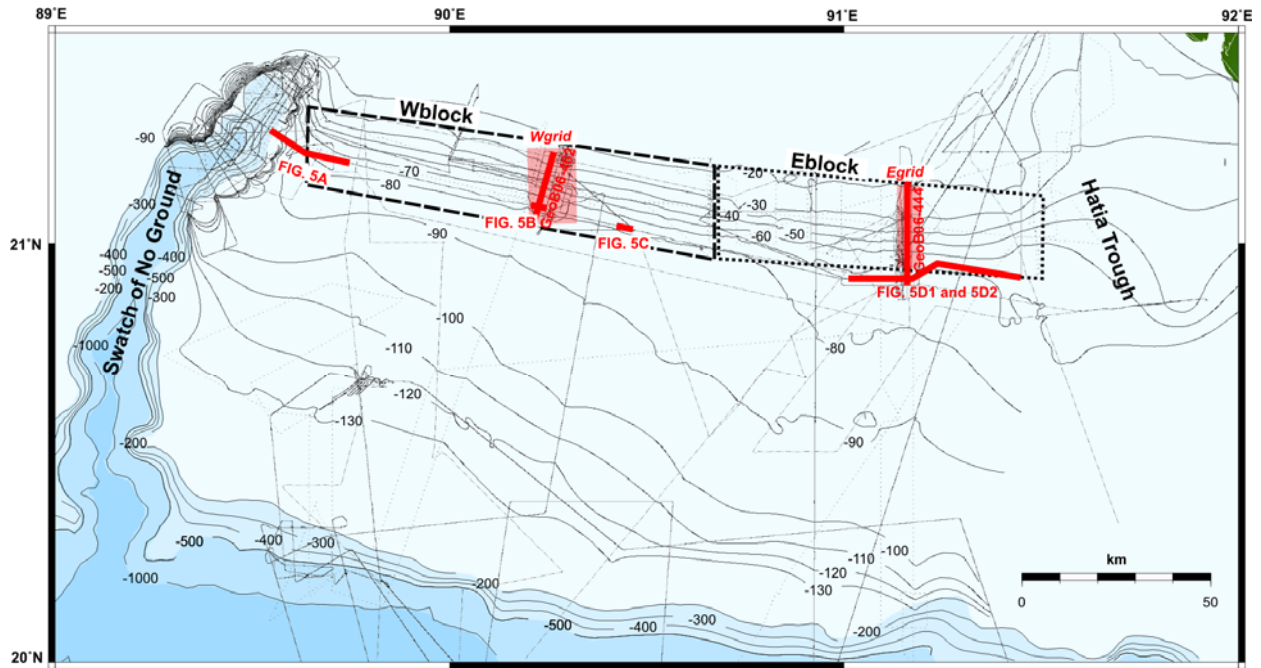 89°E
90°E
91°E
92°E
Wblock
Wgrid
Eblock
Egrid
-90
-70
-80
-20
-30
-40
-60
-50
FIG. 5A
GeoB06-402
GeoB06-444
Hatia Trough
-300
FIG. 5B
FIG. 5C
-90
21°N
-400
-400
-500
-500
-200
-300
FIG. 5D1 and 5D2
Swatch of No Ground
-100
-1000
-110
-80
-120
-130
-90
-200
-500
-400
-300
-100
-110
-120
-130
-1000
-200
km
0
50
-500
-400
-300
-200
20°N